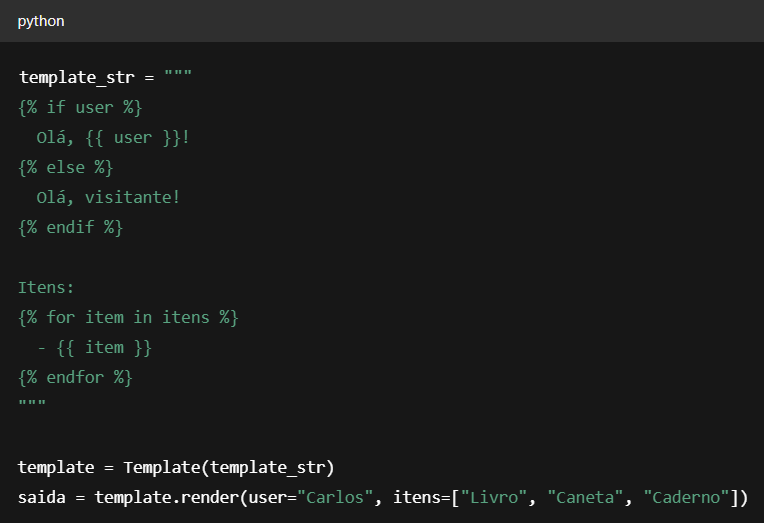 python
template_str = """
{% if user %}
  Olá, {{ user }}!
{% else %}
  Olá, visitante!
{% endif %}

Itens:
{% for item in itens %}
  - {{ item }}
{% endfor %}
"""

template = Template(template_str)
saida = template.render(user="Carlos", itens=["Livro", "Caneta", "Caderno"])